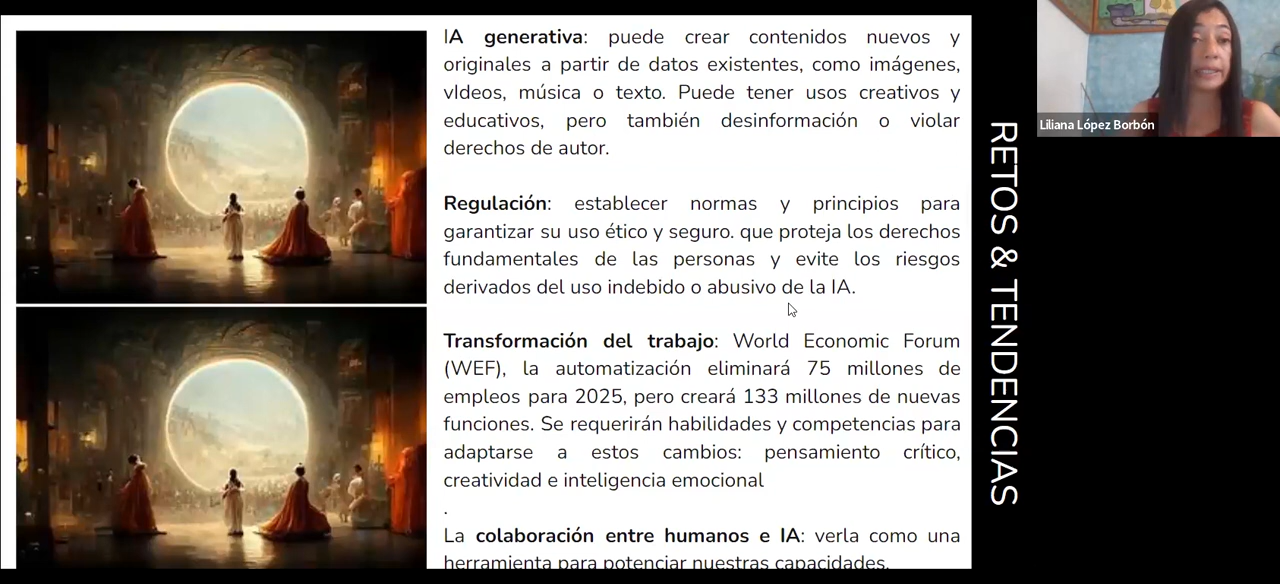 IA generativa: puede crear contenidos nuevos y
originales a partir de datos existentes, como imágenes,
vIdeos, música o texto. Puede tener usos creativos y
educativos, pero también desinformación o violar
derechos de autor.
Regulación: establecer normas y principios para
garantizar su uso ético y seguro. que proteja los derechos
fundamentales de las personas y evite los riesgos
derivados del uso indebido o abusivo de la IA.
Transformación del trabajo: World Economic Forum
(WEF), la automatización eliminará 75 millones de
empleos para 2025, pero creará 133 millones de nuevas
funciones. Se requerirán habilidades y competencias para
adaptarse a estos cambios: pensamiento crítico,
creatividad e inteligencia emocional
.
La colaboración entre humanos e IA: verla como una
herramienta para potenciar nuestras capacidades.
RETOS & TENDENCIAS
Liliana López Borbón